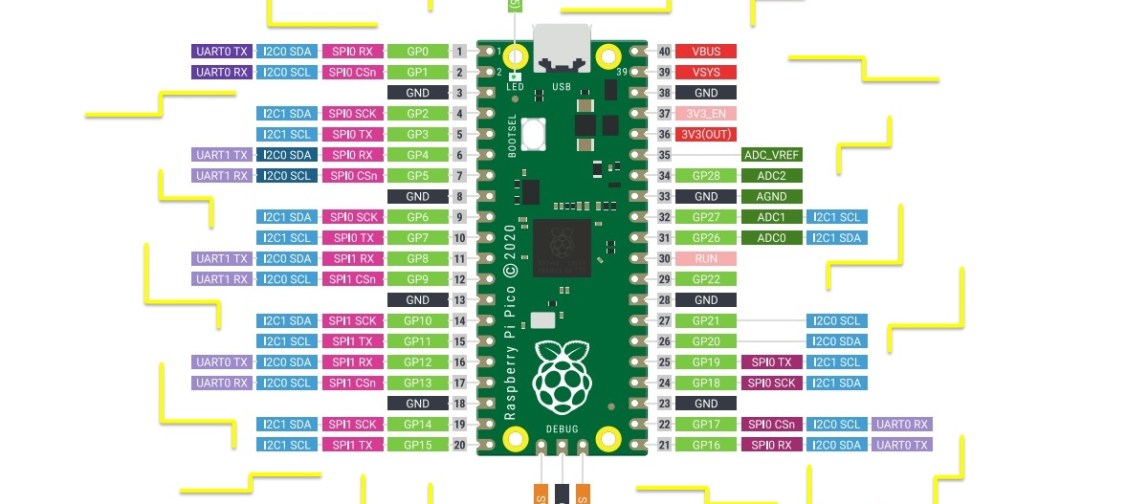 UART0 TX I2C0 SDA SPI0 RX GP0 1 1 40 VBUS
UART0 RX I2C0 SCL SPI0 CSn GP1 2 2 39 39 VSYS
GND 3 LED USB 38 GND
I2C1 SDA SPI0 SCK GP2 4 37 3V3_EN
I2C1 SCL SPI0 TX GP3 5 BOOTSEL 36 3V3(OUT)
UART1 TX I2C0 SDA SPI0 RX GP4 6 35 ADC_VREF
UART1 RX I2C0 SCL SPI0 CSn GP5 7 34 GP28 ADC2
GND 8 33 GND AGND
I2C1 SDA SPI0 SCK GP6 9 32 GP27 ADC1 I2C1 SCL
I2C1 SCL SPI0 TX GP7 10 31 GP26 ADC0 I2C1 SDA
UART1 TX I2C0 SDA SPI1 RX GP8 11 30 RUN
UART1 RX I2C0 SCL SPI1 CSn GP9 12 29 GP22
GND 13 28 GND
I2C1 SDA SPI1 SCK GP10 14 27 GP21 I2C0 SCL
I2C1 SCL SPI1 TX GP11 15 26 GP20 I2C0 SDA
UART0 TX I2C0 SDA SPI1 RX GP12 16 25 GP19 SPI0 TX I2C1 SCL
UART0 RX I2C0 SCL SPI1 CSn GP13 17 24 GP18 SPI0 SCK I2C1 SDA
GND 18 23 GND
I2C1 SDA SPI1 SCK GP14 19 22 GP17 SPI0 CSn I2C0 SCL UART0 RX
I2C1 SCL SPI1 TX GP15 20 21 GP16 SPI0 RX I2C0 SDA UART0 TX
Raspberry Pi Pico ©2020
DEBUG